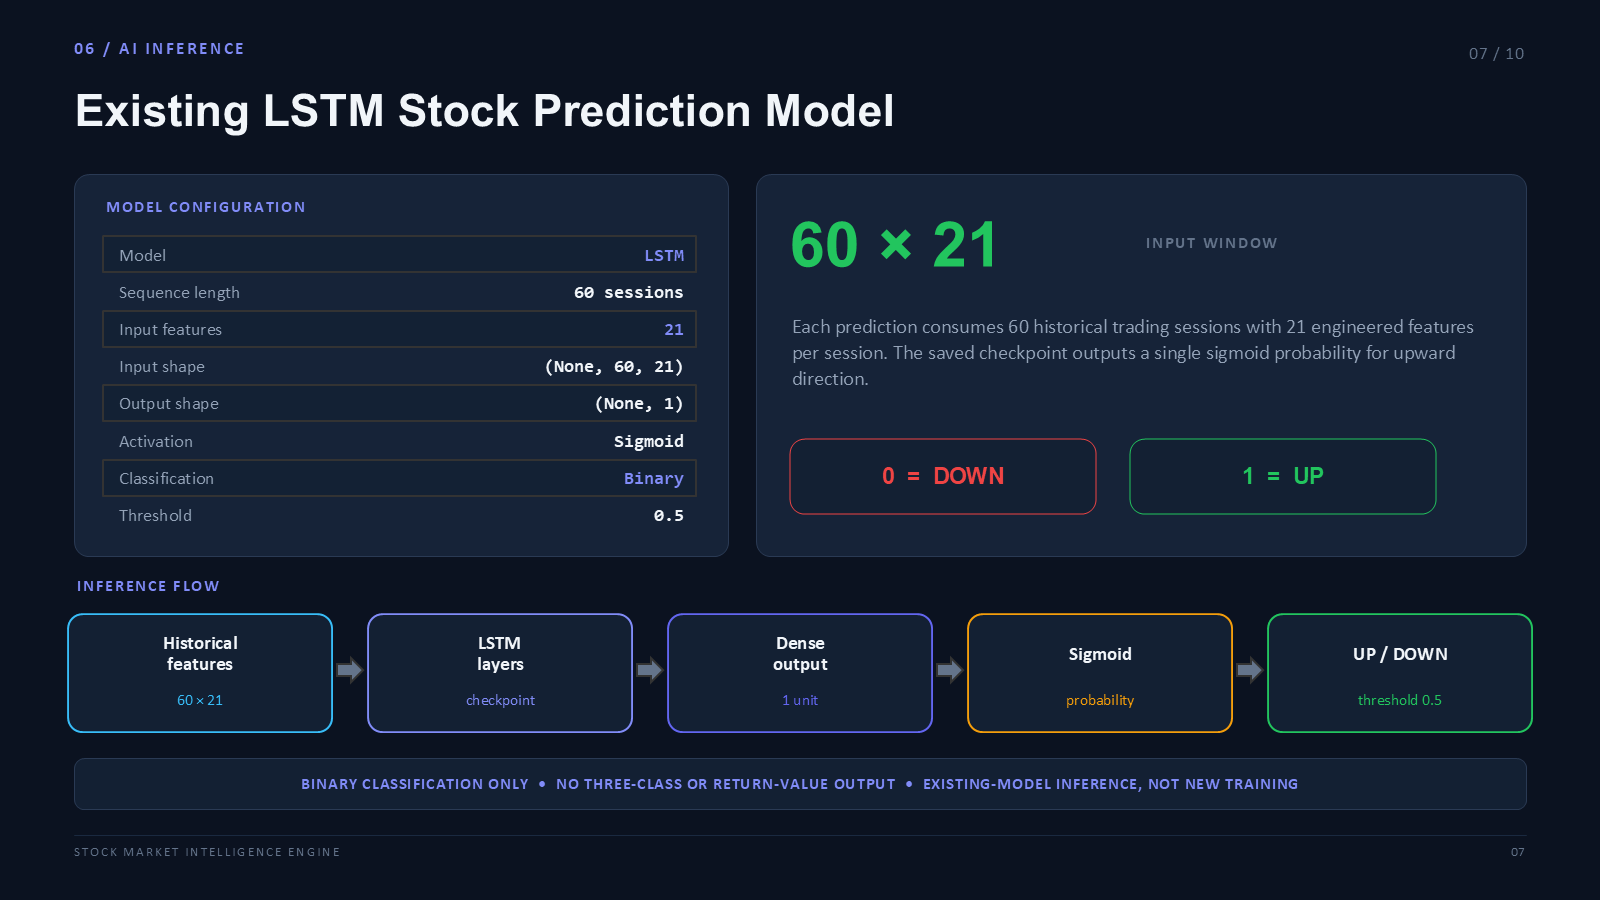 06 / AI INFERENCE
07 / 10
Existing LSTM Stock Prediction Model
MODEL CONFIGURATION
Model LSTM
Sequence length 60 sessions
Input features 21
Input shape (None, 60, 21)
Output shape (None, 1)
Activation Sigmoid
Classification Binary
Threshold 0.5
60 × 21
INPUT WINDOW
Each prediction consumes 60 historical trading sessions with 21 engineered features
per session. The saved checkpoint outputs a single sigmoid probability for upward
direction.
0 = DOWN
1 = UP
INFERENCE FLOW
Historical
features
60 × 21
LSTM
layers
checkpoint
Dense
output
1 unit
Sigmoid
probability
UP / DOWN
threshold 0.5
BINARY CLASSIFICATION ONLY • NO THREE-CLASS OR RETURN-VALUE OUTPUT • EXISTING-MODEL INFERENCE, NOT NEW TRAINING
STOCK MARKET INTELLIGENCE ENGINE
07